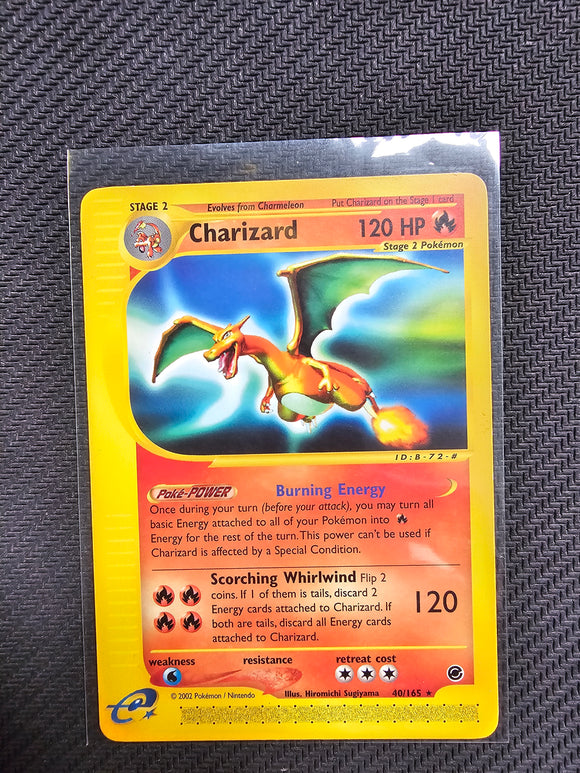 STAGE 2 Evolves from Charmeleon Put Charizard on the Stage 1 card
Charizard 120 HP
Stage 2 Pokémon
ID:B-72-#
Poké-POWER Burning Energy
Once during your turn (before your attack), you may turn all
basic Energy attached to all of your Pokémon into
Energy for the rest of the turn. This power can't be used if
Charizard is affected by a Special Condition.
Scorching Whirlwind Flip 2
coins. If 1 of them is tails, discard 2
Energy cards attached to Charizard. If
both are tails, discard all Energy cards
attached to Charizard.
120
weakness resistance retreat cost
© 2002 Pokémon / Nintendo Illus. Hiromichi Sugiyama 40/165 ★
e